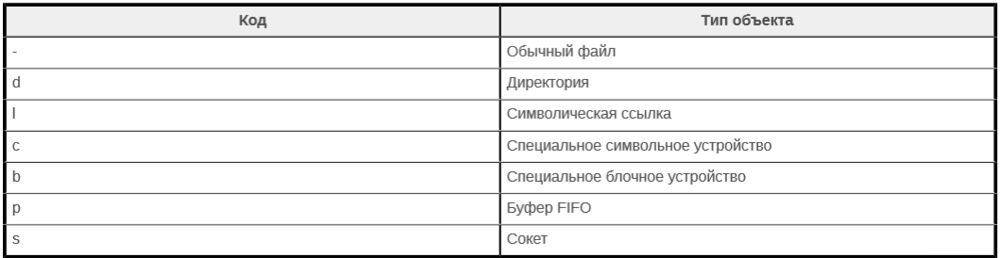 Код Тип объекта
- Обычный файл
d Директория
l Символическая ссылка
c Специальное символьное устройство
b Специальное блочное устройство
p Буфер FIFO
s Сокет